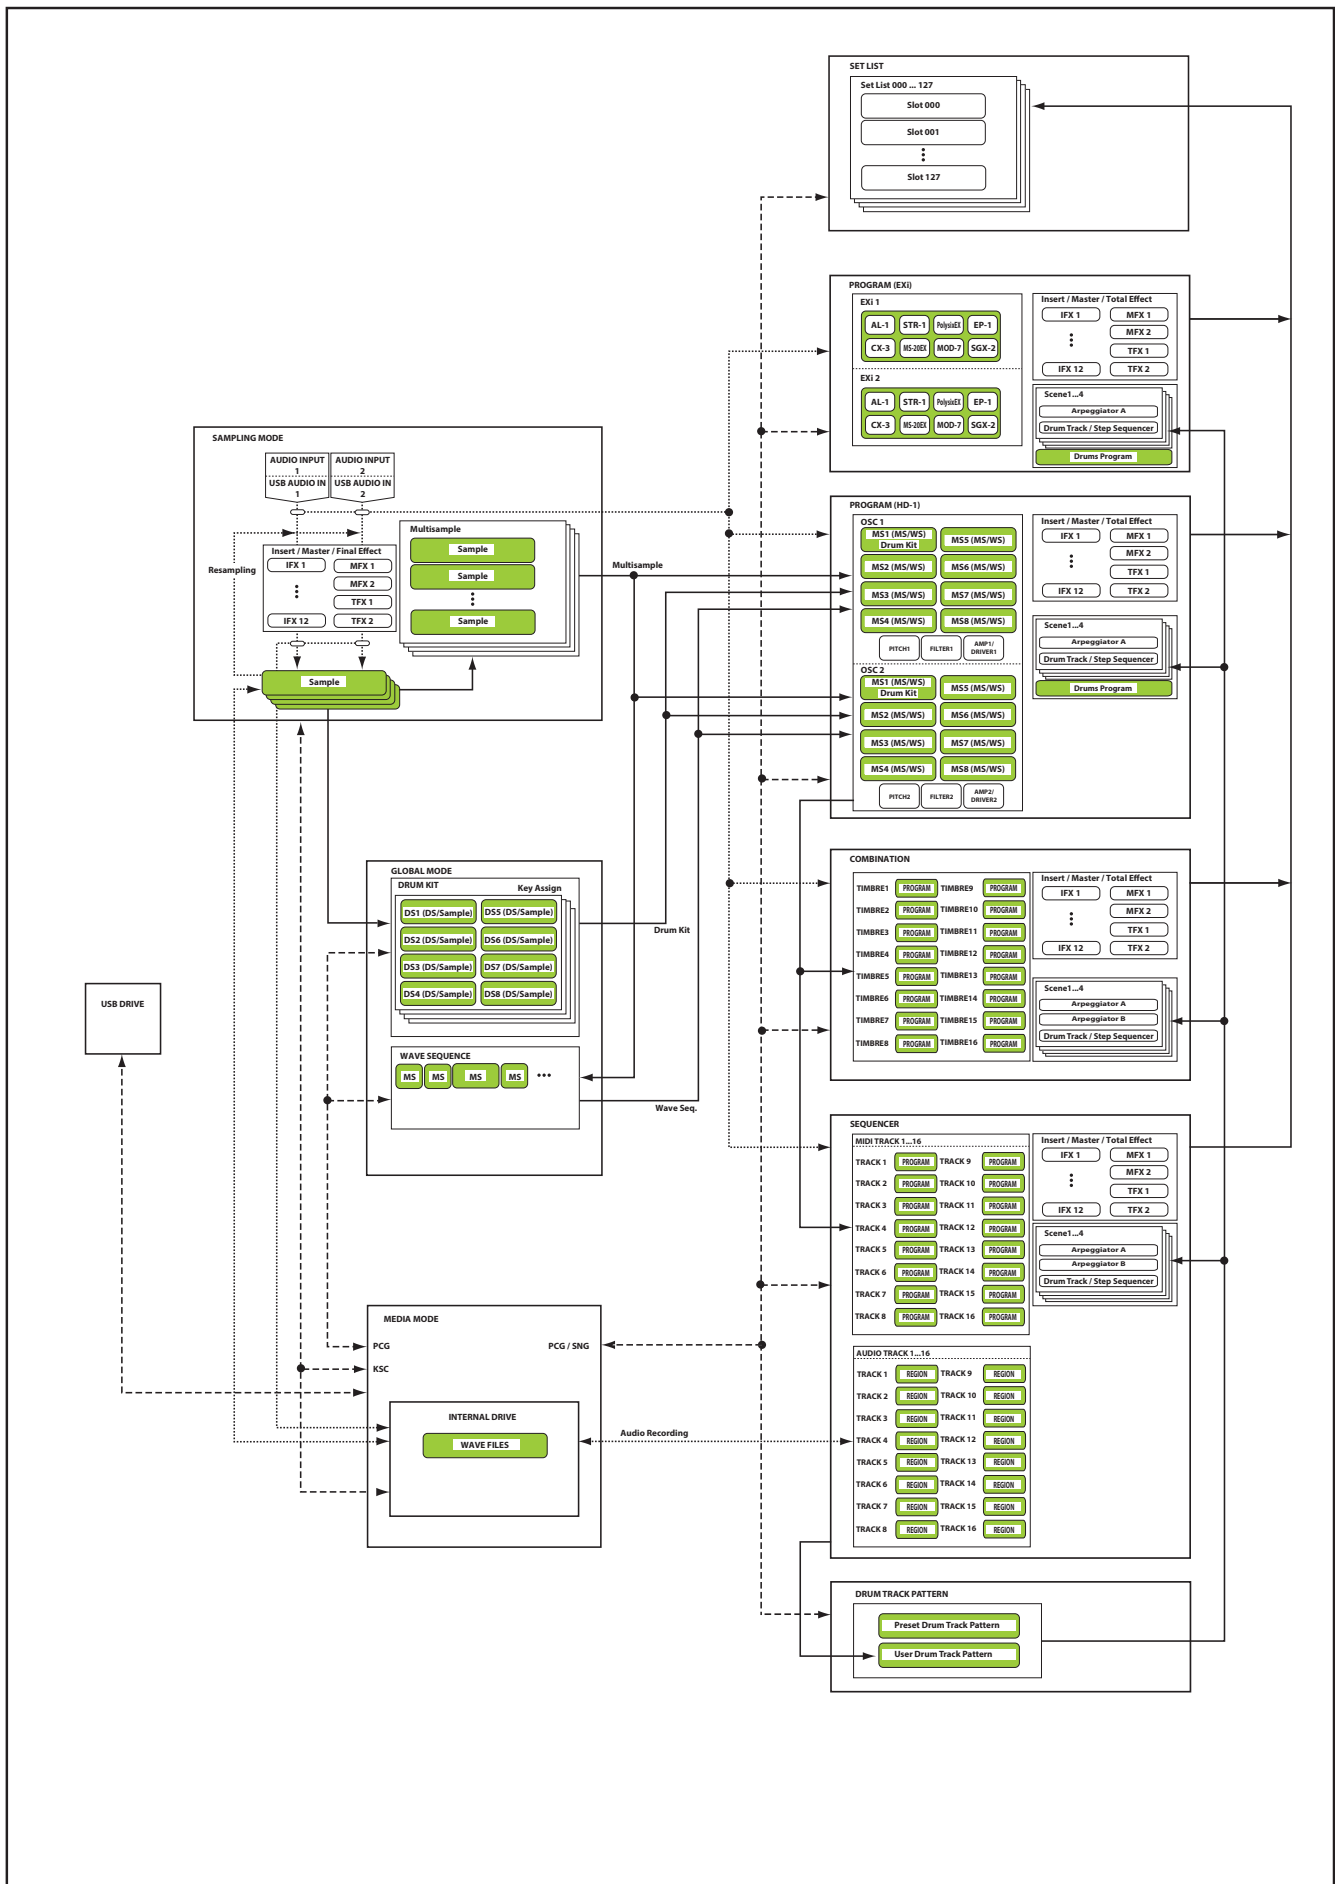 SET LIST
Set List 000 ... 127
Slot 000
Slot 001
Slot 127
PROGRAM (EXi)
EXi 1
AL-1 STR-1 PolysixEX EP-1
CX-3 MS-20EX MOD-7 SGX-2
EXi 2
AL-1 STR-1 PolysixEX EP-1
CX-3 MS-20EX MOD-7 SGX-2
Insert / Master / Total Effect
IFX 1 MFX 1
MFX 2
TFX 1
IFX 12 TFX 2
Scene1...4
Arpeggiator A
Drum Track / Step Sequencer
Drums Program
SAMPLING MODE
AUDIO INPUT 1
AUDIO INPUT 2
USB AUDIO IN 1
USB AUDIO IN 2
Resampling
Insert / Master / Final Effect
IFX 1 MFX 1
MFX 2
TFX 1
IFX 12 TFX 2
Sample
Multisample
Sample
Sample
Sample
Multisample
PROGRAM (HD-1)
OSC 1
MS1 (MS/WS) Drum Kit
MS5 (MS/WS)
MS2 (MS/WS) MS6 (MS/WS)
MS3 (MS/WS) MS7 (MS/WS)
MS4 (MS/WS) MS8 (MS/WS)
PITCH1 FILTER1 AMP1/ DRIVER1
OSC 2
MS1 (MS/WS) Drum Kit
MS5 (MS/WS)
MS2 (MS/WS) MS6 (MS/WS)
MS3 (MS/WS) MS7 (MS/WS)
MS4 (MS/WS) MS8 (MS/WS)
PITCH2 FILTER2 AMP2/ DRIVER2
Insert / Master / Total Effect
IFX 1 MFX 1
MFX 2
TFX 1
IFX 12 TFX 2
Scene1...4
Arpeggiator A
Drum Track / Step Sequencer
Drums Program
GLOBAL MODE
DRUM KIT
Key Assign
DS1 (DS/Sample) DS5 (DS/Sample)
DS2 (DS/Sample) DS6 (DS/Sample)
DS3 (DS/Sample) DS7 (DS/Sample)
DS4 (DS/Sample) DS8 (DS/Sample)
Drum Kit
WAVE SEQUENCE
MS MS MS MS
Wave Seq.
COMBINATION
TIMBRE1 PROGRAM TIMBRE9 PROGRAM
TIMBRE2 PROGRAM TIMBRE10 PROGRAM
TIMBRE3 PROGRAM TIMBRE11 PROGRAM
TIMBRE4 PROGRAM TIMBRE12 PROGRAM
TIMBRE5 PROGRAM TIMBRE13 PROGRAM
TIMBRE6 PROGRAM TIMBRE14 PROGRAM
TIMBRE7 PROGRAM TIMBRE15 PROGRAM
TIMBRE8 PROGRAM TIMBRE16 PROGRAM
Insert / Master / Total Effect
IFX 1 MFX 1
MFX 2
TFX 1
IFX 12 TFX 2
Scene1...4
Arpeggiator A
Arpeggiator B
Drum Track / Step Sequencer
USB DRIVE
SEQUENCER
MIDI TRACK 1...16
TRACK 1 PROGRAM TRACK 9 PROGRAM
TRACK 2 PROGRAM TRACK 10 PROGRAM
TRACK 3 PROGRAM TRACK 11 PROGRAM
TRACK 4 PROGRAM TRACK 12 PROGRAM
TRACK 5 PROGRAM TRACK 13 PROGRAM
TRACK 6 PROGRAM TRACK 14 PROGRAM
TRACK 7 PROGRAM TRACK 15 PROGRAM
TRACK 8 PROGRAM TRACK 16 PROGRAM
Insert / Master / Total Effect
IFX 1 MFX 1
MFX 2
TFX 1
IFX 12 TFX 2
Scene1...4
Arpeggiator A
Arpeggiator B
Drum Track / Step Sequencer
AUDIO TRACK 1...16
TRACK 1 REGION TRACK 9 REGION
TRACK 2 REGION TRACK 10 REGION
TRACK 3 REGION TRACK 11 REGION
TRACK 4 REGION TRACK 12 REGION
TRACK 5 REGION TRACK 13 REGION
TRACK 6 REGION TRACK 14 REGION
TRACK 7 REGION TRACK 15 REGION
TRACK 8 REGION TRACK 16 REGION
MEDIA MODE
PCG
PCG / SNG
KSC
INTERNAL DRIVE
WAVE FILES
Audio Recording
DRUM TRACK PATTERN
Preset Drum Track Pattern
User Drum Track Pattern